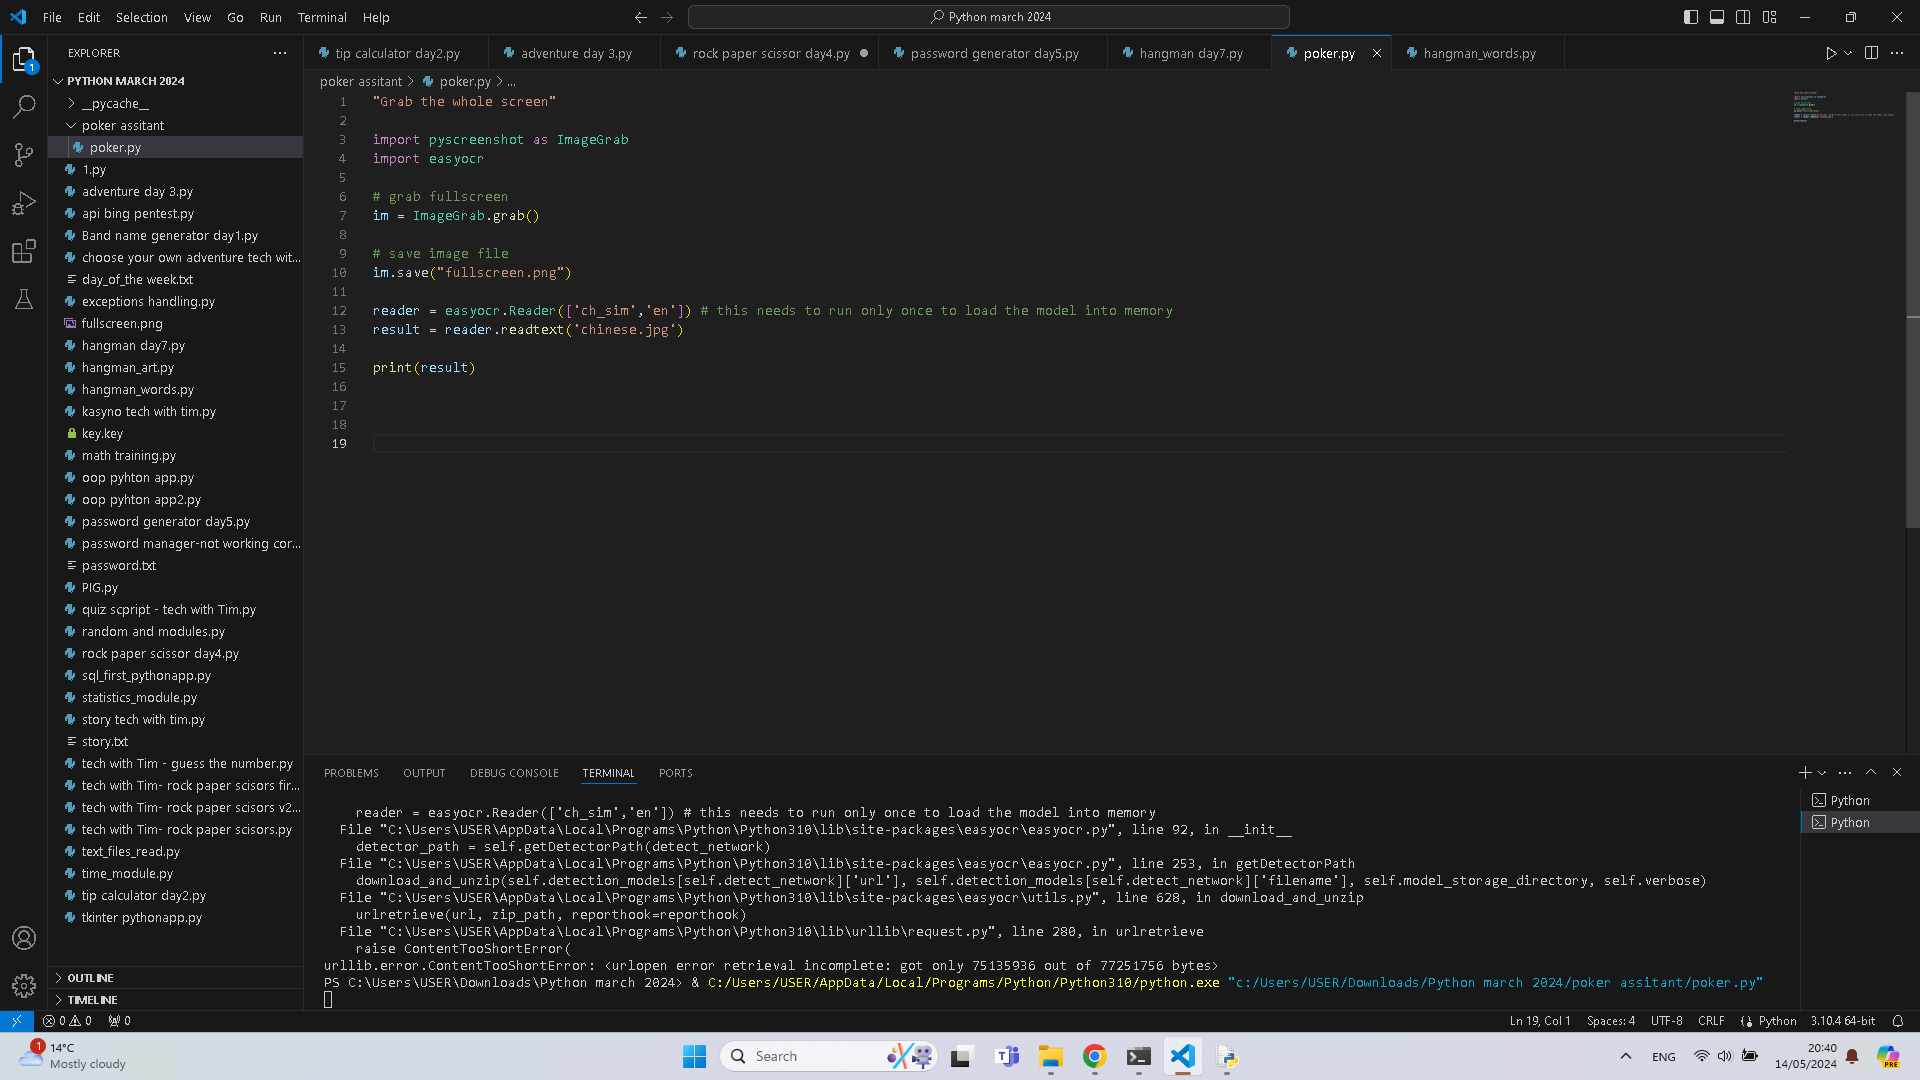 File Edit Selection View Go Run Terminal Help
Python march 2024
EXPLORER
tip calculator day2.py
adventure day 3.py
rock paper scissor day4.py
password generator day5.py
hangman day7.py
poker.py
hangman_words.py
PYTHON MARCH 2024
__pycache__
poker assitant
poker.py
1.py
adventure day 3.py
api bing pentest.py
Band name generator day1.py
choose your own adventure tech wit...
day_of_the week.txt
exceptions handling.py
fullscreen.png
hangman day7.py
hangman_art.py
hangman_words.py
kasyno tech with tim.py
key.key
math training.py
oop pyhton app.py
oop pyhton app2.py
password generator day5.py
password manager-not working cor...
password.txt
PIG.py
quiz scpript - tech with Tim.py
random and modules.py
rock paper scissor day4.py
sql_first_pythonapp.py
statistics_module.py
story tech with tim.py
story.txt
tech with Tim - guess the number.py
tech with Tim- rock paper scisors fir...
tech with Tim- rock paper scisors v2...
tech with Tim- rock paper scisors.py
text_files_read.py
time_module.py
tip calculator day2.py
tkinter pythonapp.py
OUTLINE
TIMELINE
poker assitant > poker.py > ...
1 "Grab the whole screen"
2
3 import pyscreenshot as ImageGrab
4 import easyocr
5
6 # grab fullscreen
7 im = ImageGrab.grab()
8
9 # save image file
10 im.save("fullscreen.png")
11
12 reader = easyocr.Reader(['ch_sim','en']) # this needs to run only once to load the model into memory
13 result = reader.readtext('chinese.jpg')
14
15 print(result)
16
17
18
19
PROBLEMS OUTPUT DEBUG CONSOLE TERMINAL PORTS
Python
Python
reader = easyocr.Reader(['ch_sim','en']) # this needs to run only once to load the model into memory
File "C:\Users\USER\AppData\Local\Programs\Python\Python310\lib\site-packages\easyocr\easyocr.py", line 92, in __init__
detector_path = self.getDetectorPath(detect_network)
File "C:\Users\USER\AppData\Local\Programs\Python\Python310\lib\site-packages\easyocr\easyocr.py", line 253, in getDetectorPath
download_and_unzip(self.detection_models[self.detect_network]['url'], self.detection_models[self.detect_network]['filename'], self.model_storage_directory, self.verbose)
File "C:\Users\USER\AppData\Local\Programs\Python\Python310\lib\site-packages\easyocr\utils.py", line 628, in download_and_unzip
urlretrieve(url, zip_path, reporthook=reporthook)
File "C:\Users\USER\AppData\Local\Programs\Python\Python310\lib\urllib\request.py", line 280, in urlretrieve
raise ContentTooShortError(
urllib.error.ContentTooShortError: <urlopen error retrieval incomplete: got only 75135936 out of 77251756 bytes>
PS C:\Users\USER\Downloads\Python march 2024> & C:/Users/USER/AppData/Local/Programs/Python/Python310/python.exe "c:/Users/USER/Downloads/Python march 2024/poker assitant/poker.py"
0 0 0
Ln 19, Col 1 Spaces: 4 UTF-8 CRLF Python 3.10.4 64-bit
1
14°C
Mostly cloudy
Search
ENG
20:40
14/05/2024
PRE